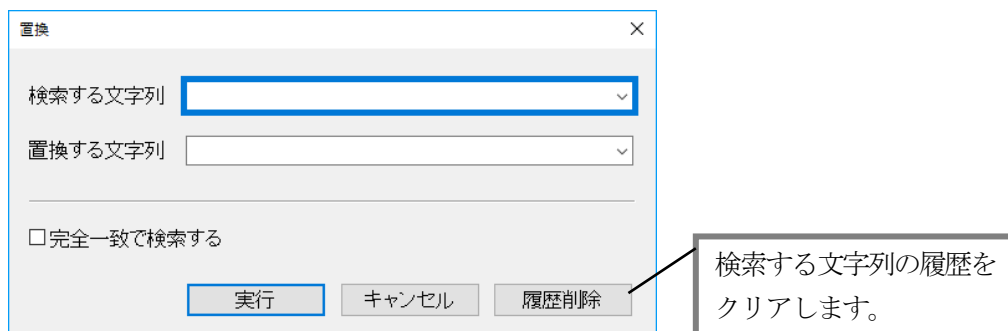 置換
検索する文字列
置換する文字列
完全一致で検索する
実行 キャンセル 履歴削除
検索する文字列の履歴を
クリアします。